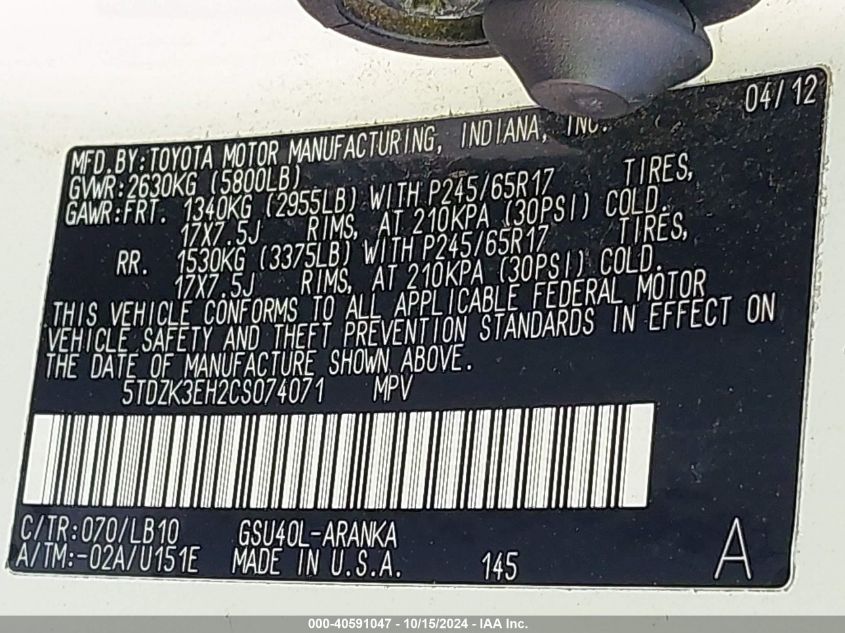 04/12
MFD.BY:TOYOTA MOTOR MANUFACTURING, INDIANA, INC.
GVWR:2630KG (5800LB)
GAWR:FRT. 1340KG (2955LB) WITH P245/65R17 TIRES,
17X7.5J RIMS, AT 210KPA (30PSI) COLD.
RR. 1530KG (3375LB) WITH P245/65R17 TIRES,
17X7.5J RIMS, AT 210KPA (30PSI) COLD.
THIS VEHICLE CONFORMS TO ALL APPLICABLE FEDERAL MOTOR
VEHICLE SAFETY AND THEFT PREVENTION STANDARDS IN EFFECT ON
THE DATE OF MANUFACTURE SHOWN ABOVE.
5TDZK3EH2CS074071 MPV
C/TR:070/LB10 GSU40L-ARANKA
A/TM:-02A/U151E MADE IN U.S.A. 145 A
000-40591047 - 10/15/2024 - IAA Inc.